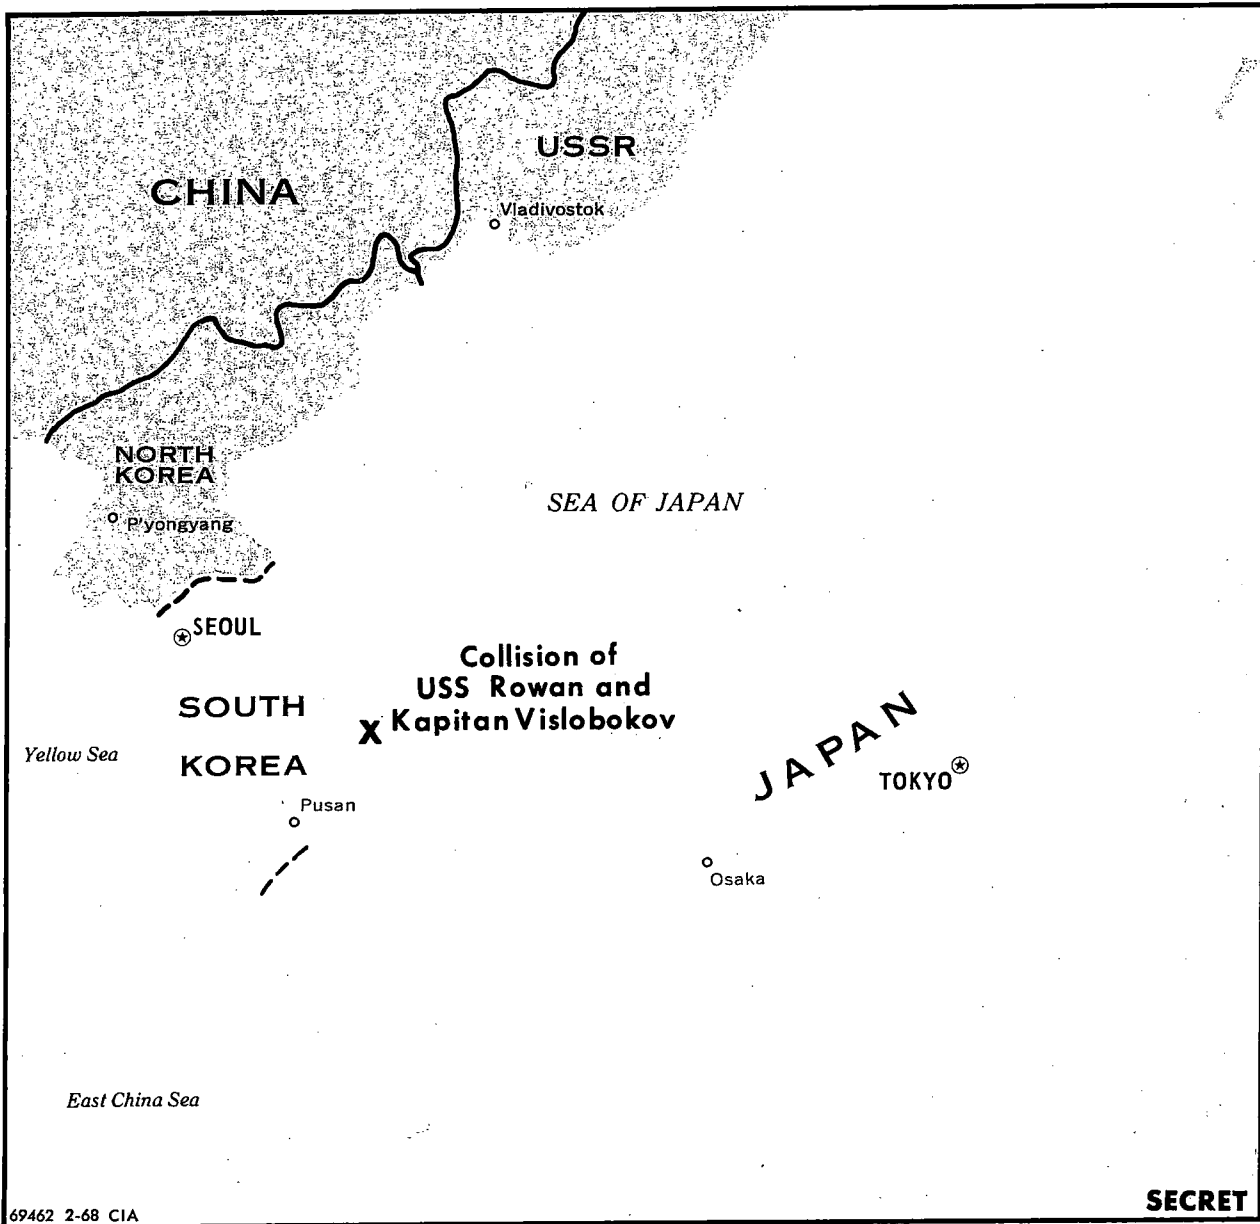 USSR
CHINA
Vladivostok
NORTH
KOREA
P'yongyang
SEA OF JAPAN
SEOUL
Collision of
USS Rowan and
Kapitan Vislobokov
SOUTH
KOREA
Yellow Sea
JAPAN
TOKYO
Pusan
Osaka
East China Sea
SECRET
69462 2-68 CIA